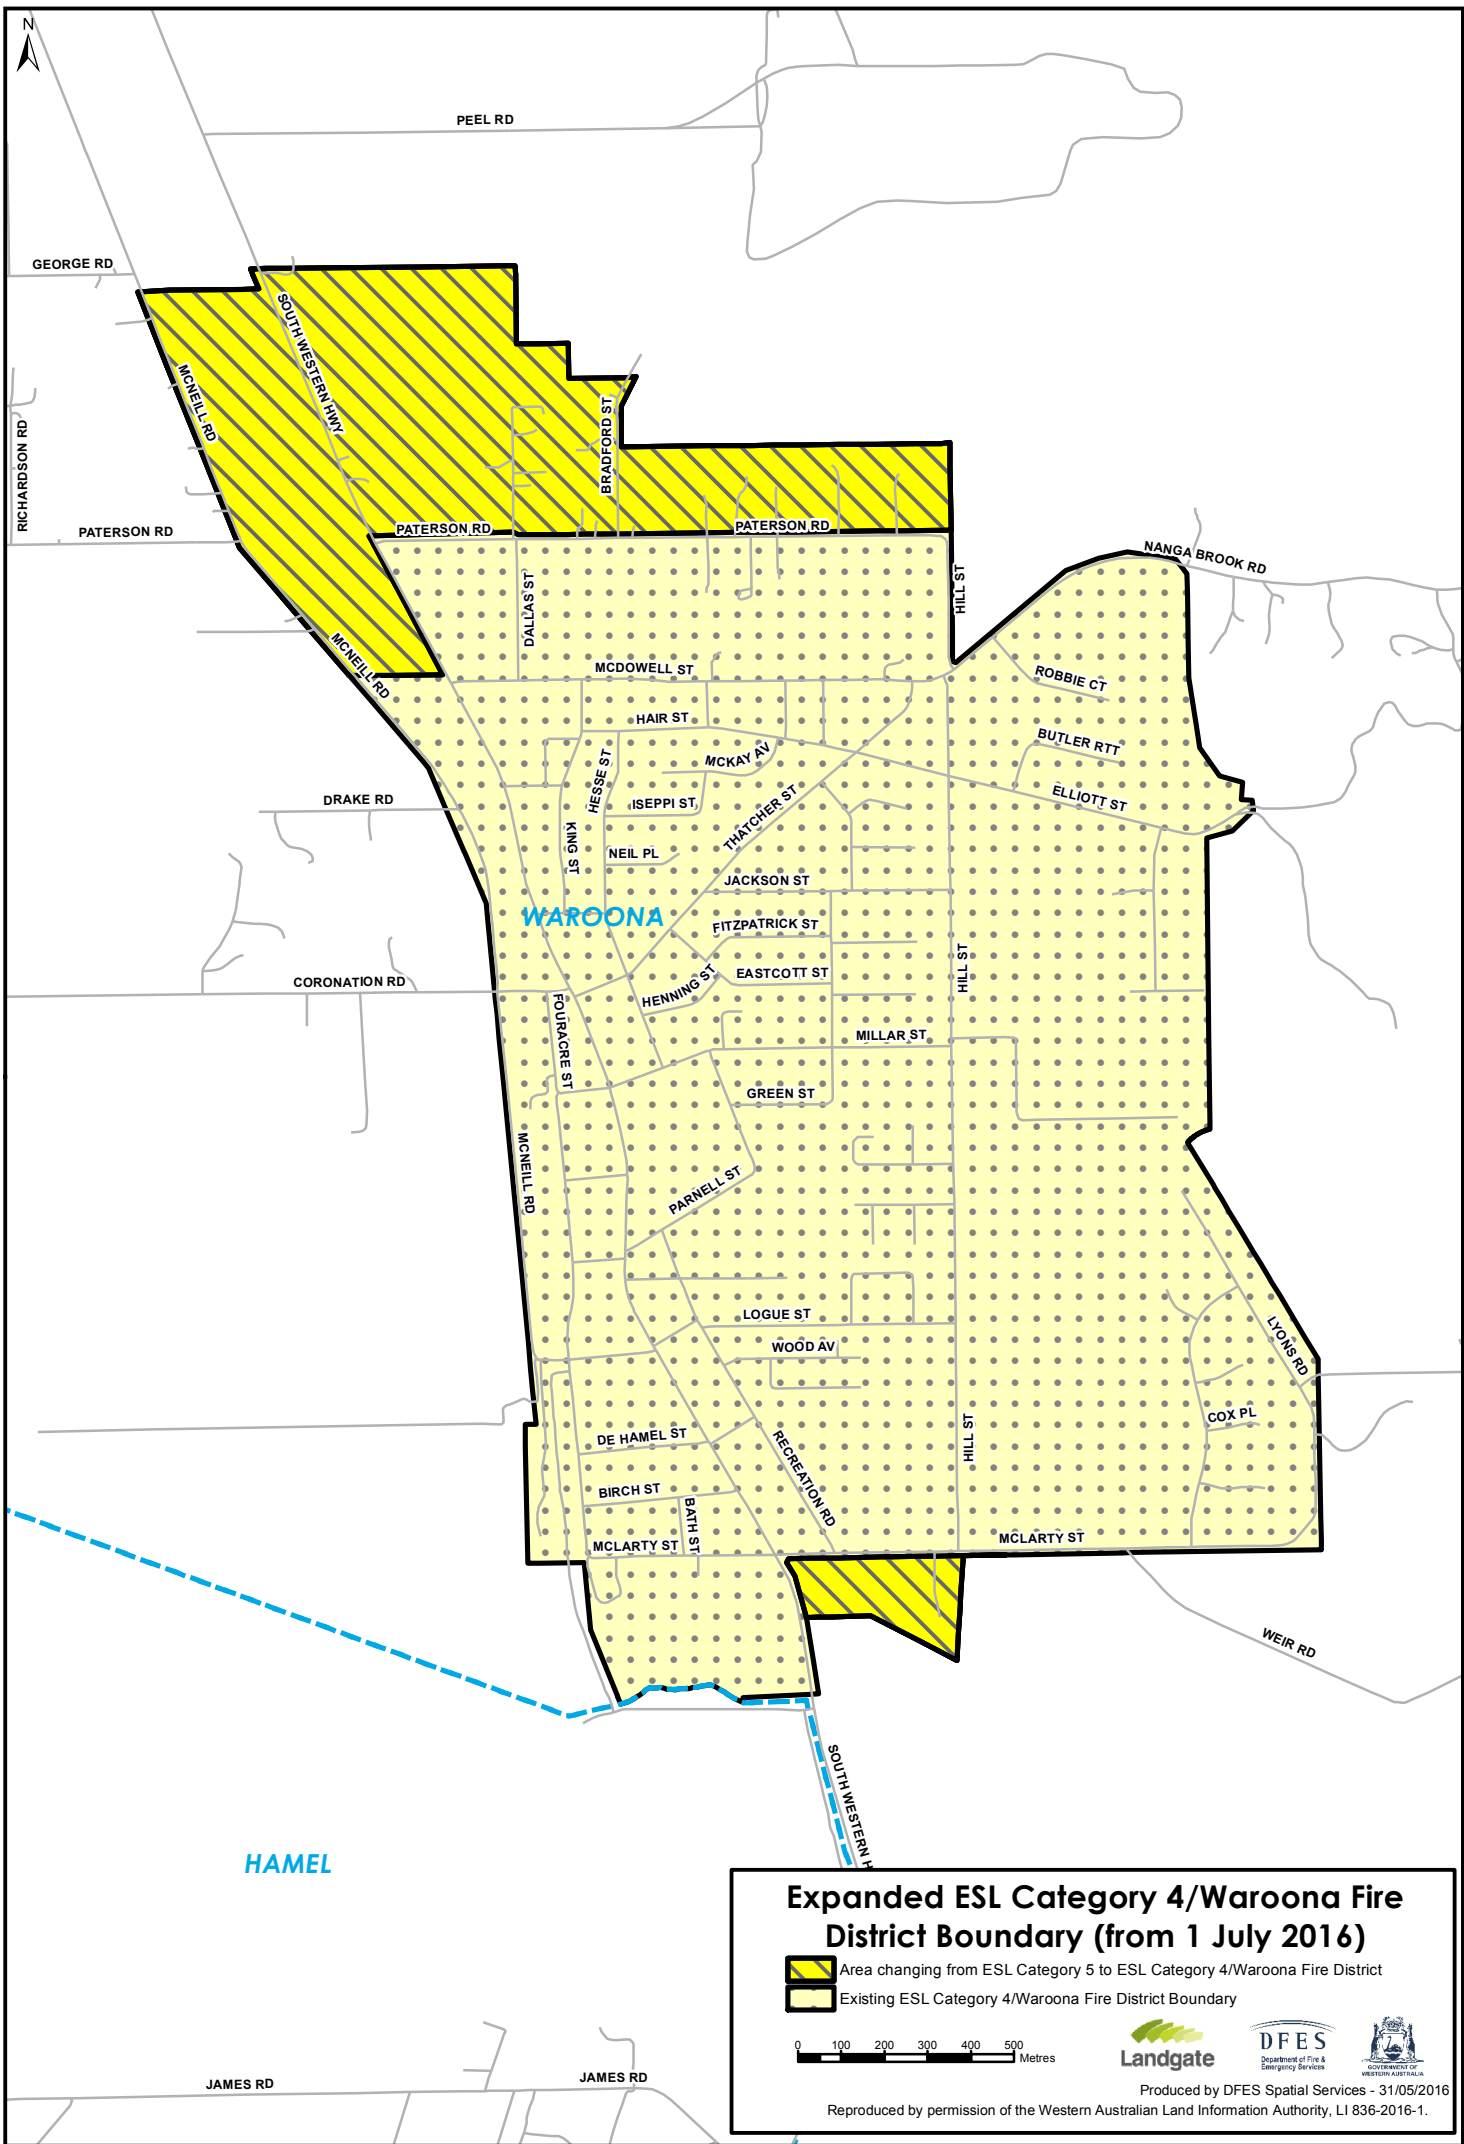 N
PEEL RD
GEORGE RD
SOUTH WESTERN HWY
MCNEILL RD
RICHARDSON RD
BRADFORD ST
PATERSON RD
PATERSON RD
PATERSON RD
NANGA BROOK RD
HILL ST
DALLAS ST
MCNEILL RD
MCDOWELL ST
ROBBIE CT
HAIR ST
BUTLER RTT
MCKAY AV
HESSE ST
ELLIOTT ST
DRAKE RD
ISEPPI ST
THATCHER ST
KING ST
NEIL PL
JACKSON ST
WAROONA
FITZPATRICK ST
HILL ST
EASTCOTT ST
CORONATION RD
HENNING ST
FOURACRE ST
MILLAR ST
GREEN ST
MCNEILL RD
PARNELL ST
LOGUE ST
LYONS RD
WOOD AV
COX PL
DE HAMEL ST
HILL ST
RECREATION RD
BIRCH ST
BATH ST
MCLARTY ST
MCLARTY ST
WEIR RD
SOUTH WESTERN H
HAMEL
JAMES RD
JAMES RD
Expanded ESL Category 4/Waroona Fire
District Boundary (from 1 July 2016)
Area changing from ESL Category 5 to ESL Category 4/Waroona Fire District
Existing ESL Category 4/Waroona Fire District Boundary
0 100 200 300 400 500
Metres
Landgate
DFES
Department of Fire &
Emergency Services
GOVERNMENT OF
WESTERN AUSTRALIA
Produced by DFES Spatial Services - 31/05/2016
Reproduced by permission of the Western Australian Land Information Authority, LI 836-2016-1.